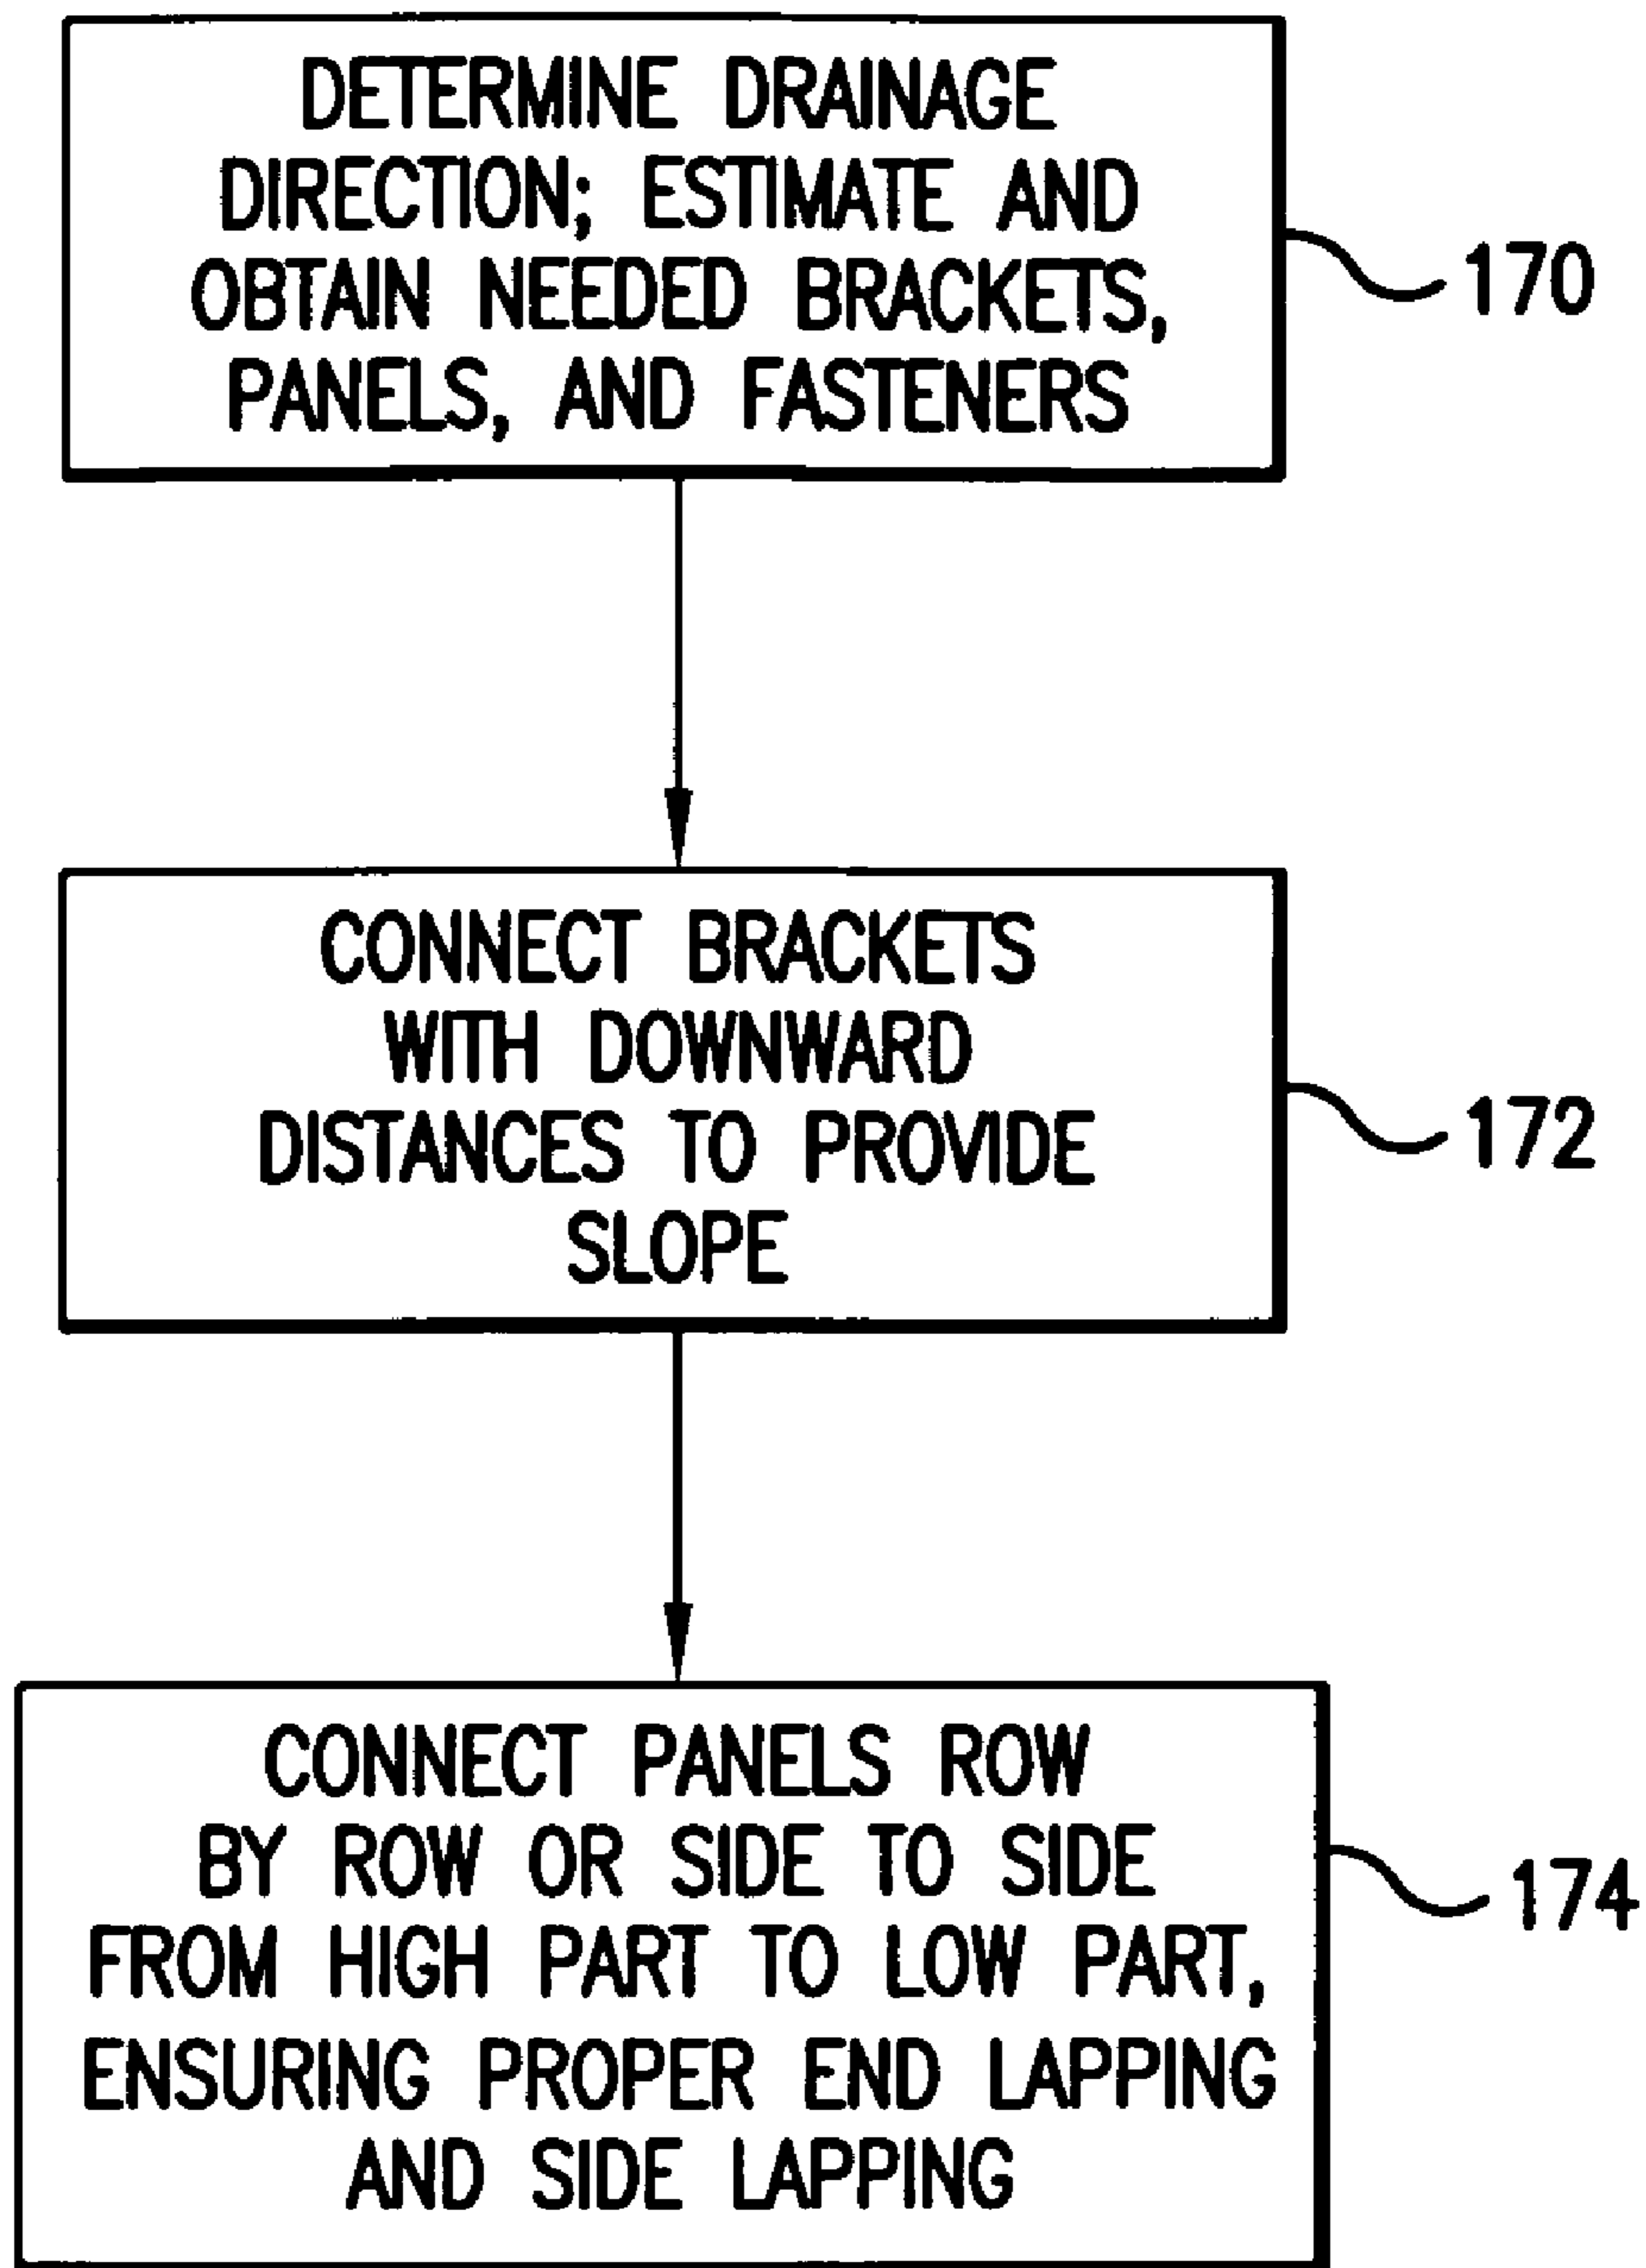 DETERMINE DRAINAGE
DIRECTION; ESTIMATE AND
OBTAIN NEEDED BRACKETS,
PANELS, AND FASTENERS
170
CONNECT BRACKETS
WITH DOWNWARD
DISTANCES TO PROVIDE
SLOPE
172
CONNECT PANELS ROW
BY ROW OR SIDE TO SIDE
FROM HIGH PART TO LOW PART,
ENSURING PROPER END LAPPING
AND SIDE LAPPING
174